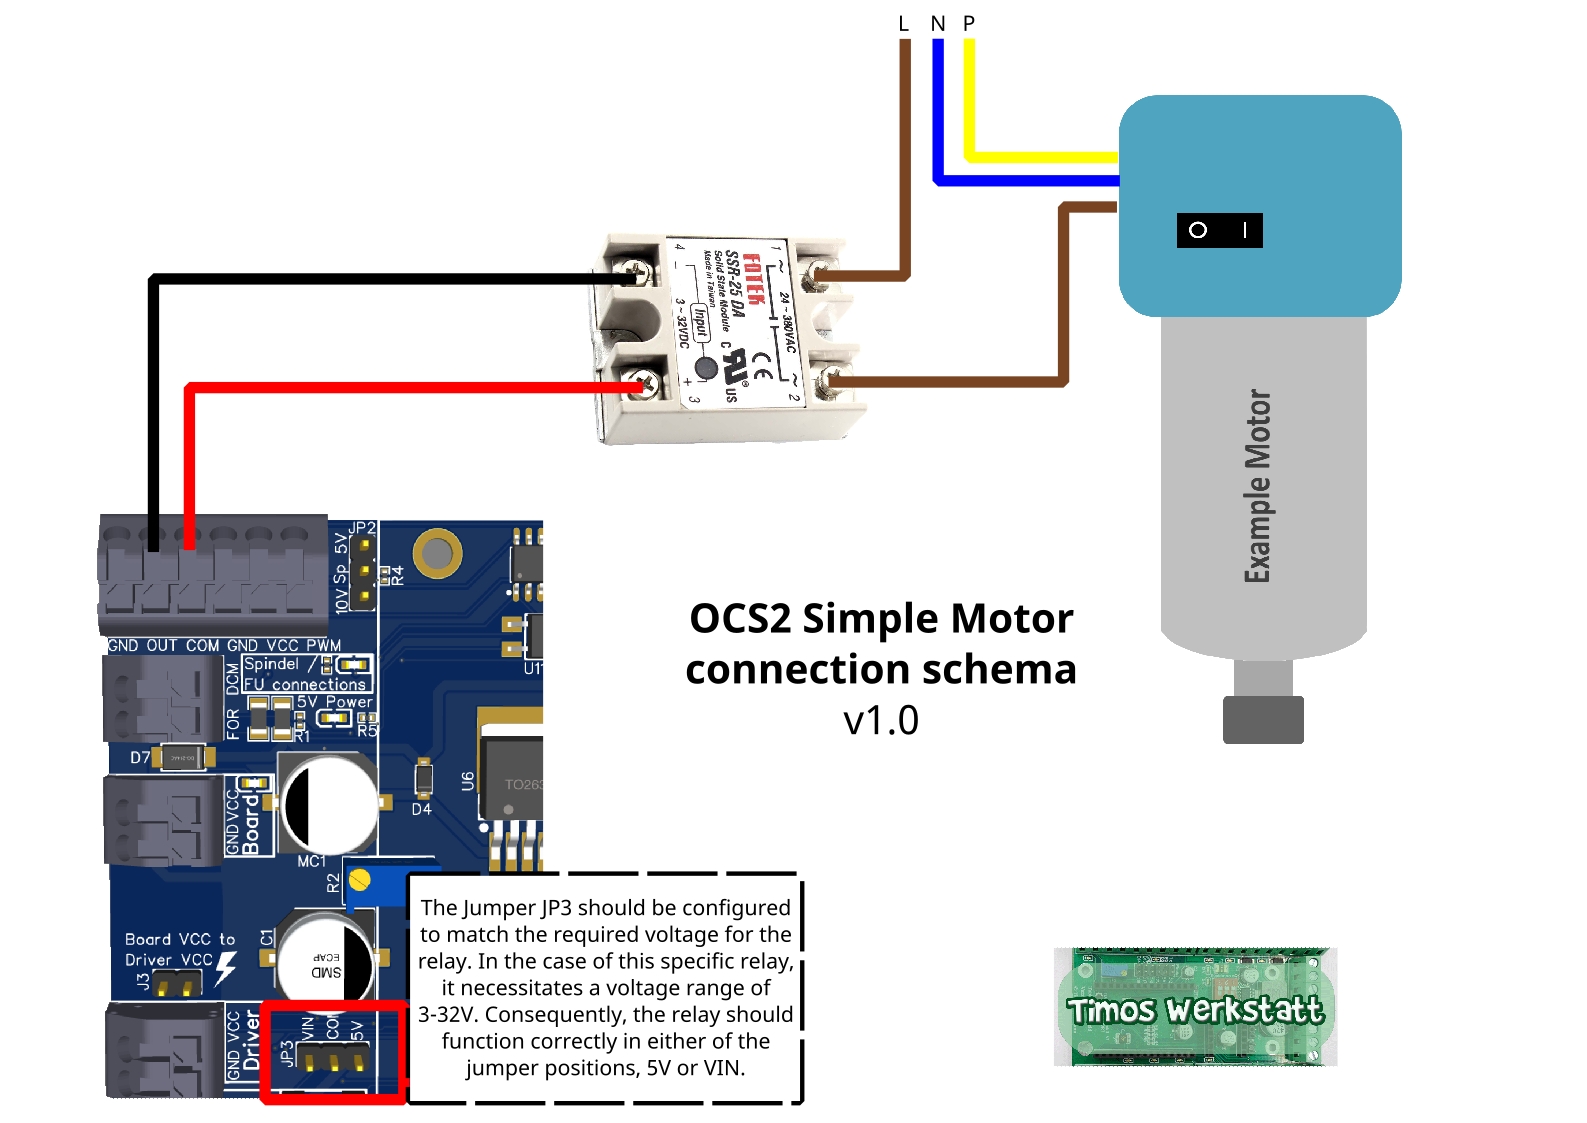 L N P
FOTEK
SSR-25 DA
Solid State Module
Made in Taiwan
1 ~ 24 ~ 380VAC ~ 2
4 - Input 3 ~ 32VDC + 3
C US
CE
Example Motor
JP2
5V
Sp
10V
R4
GND OUT COM GND VCC PWM
Spindel /
FU connections
5V Power
DCM
FOR
R1
R5
D7
U11
U6
TO263
D4
GND VCC
Board
MC1
R2
C1
SMD
ECAP
Board VCC to
Driver VCC
J3
GND VCC
Driver
JP3
VIN
5V
OCS2 Simple Motor
connection schema
v1.0
The Jumper JP3 should be configured
to match the required voltage for the
relay. In the case of this specific relay,
it necessitates a voltage range of
3-32V. Consequently, the relay should
function correctly in either of the
jumper positions, 5V or VIN.
Timos Werkstatt